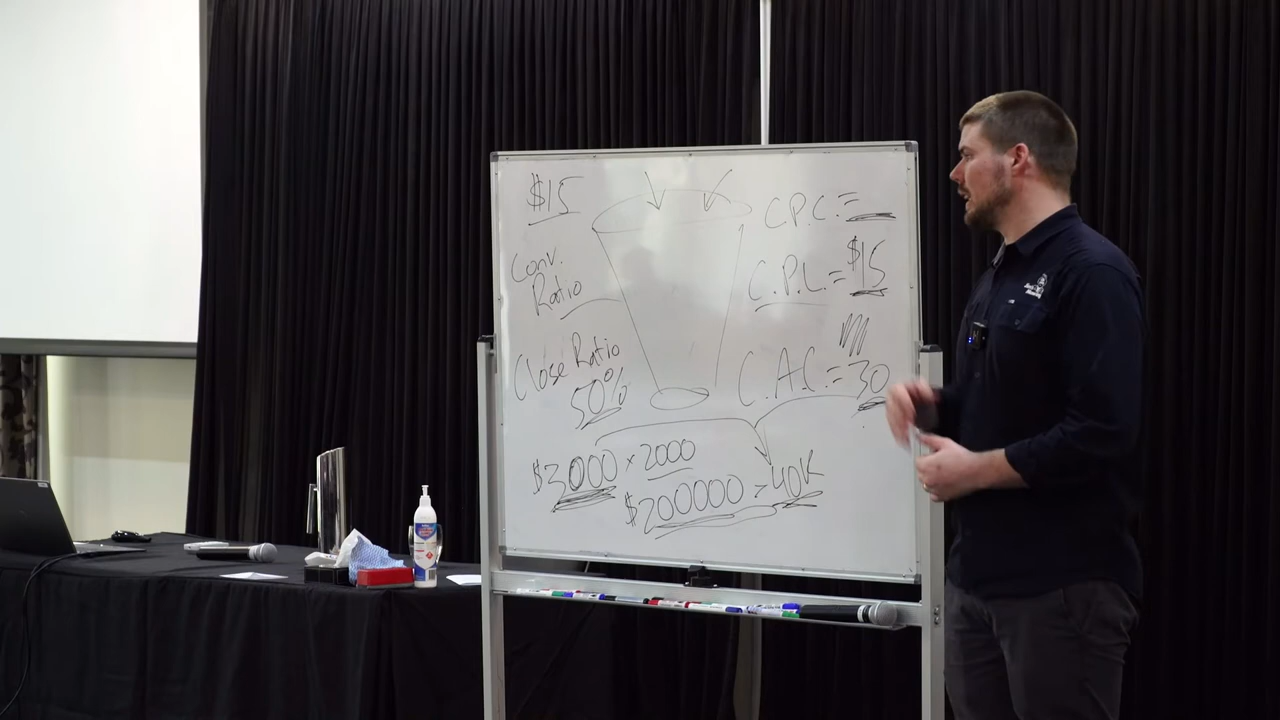 $15
C.P.C. =
Conv.
Ratio
C.P.L. = $15
Close Ratio
50%
C.A.C. = 30
$3000 x 2000
$200000 > 40K